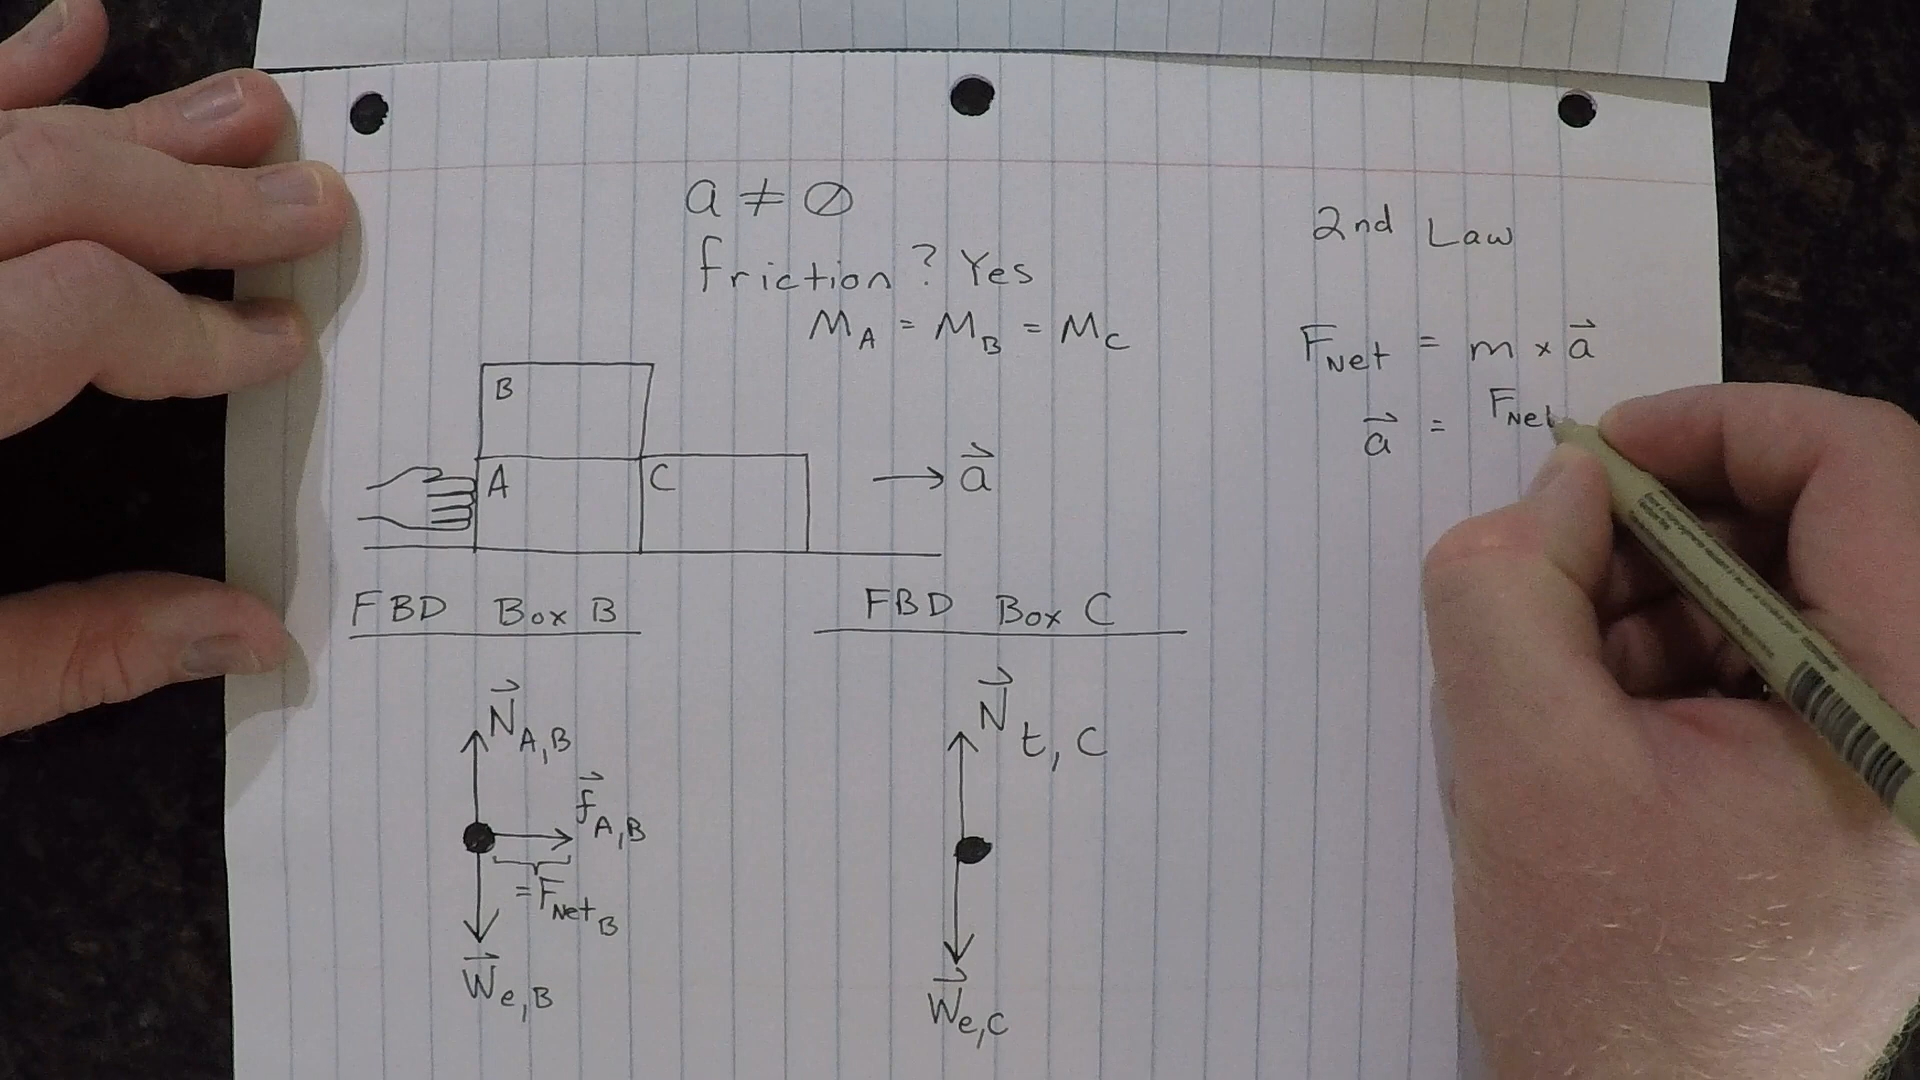 a ≠ ∅
friction? Yes
M_A = M_B = M_C
B
A
C
→ a⃗
FBD Box B
N⃗_A,B
f⃗_A,B
= F_Net_B
W⃗_e,B
FBD Box C
N⃗_t,C
W⃗_e,C
2nd Law
F_Net = m × a⃗
a⃗ = F_Net